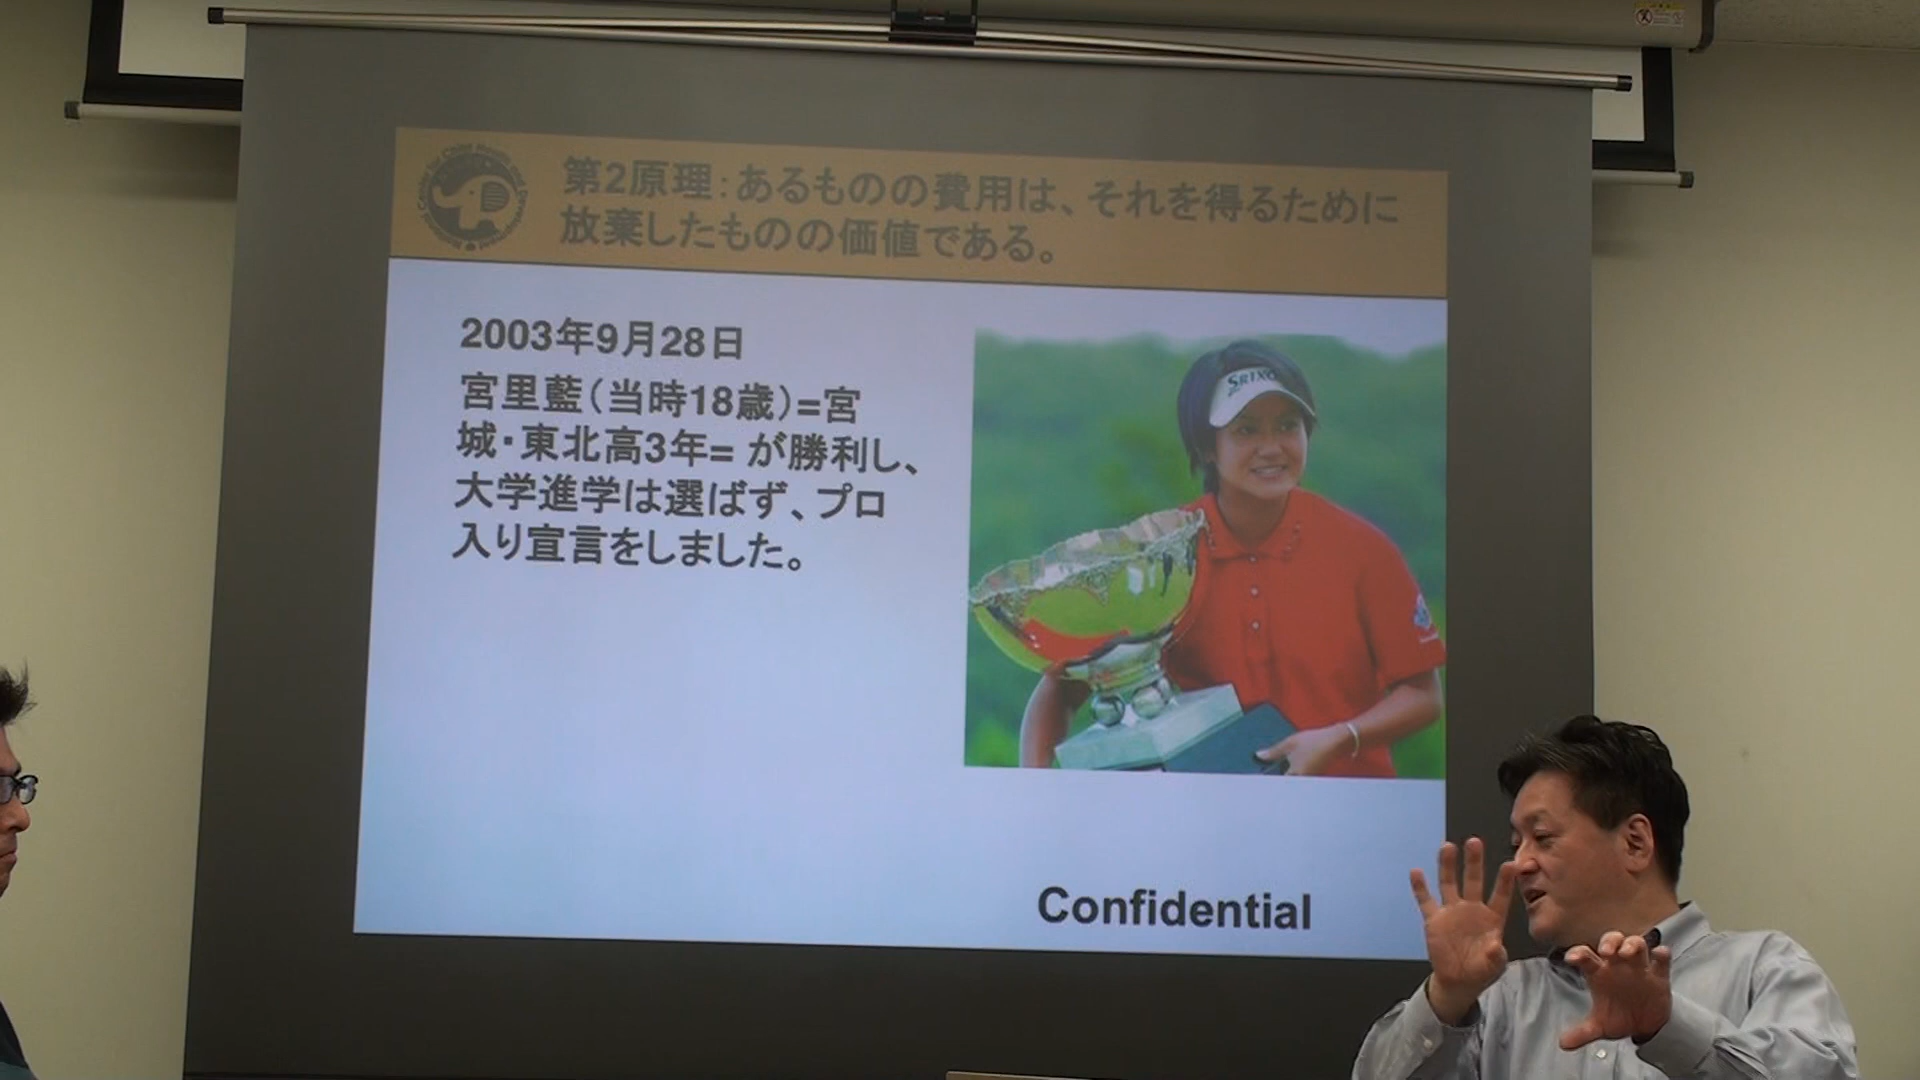 第2原理：あるものの費用は、それを得るために
放棄したものの価値である。
2003年9月28日
宮里藍（当時18歳）=宮
城・東北高3年= が勝利し、
大学進学は選ばず、プロ
入り宣言をしました。
SRIXO
Confidential